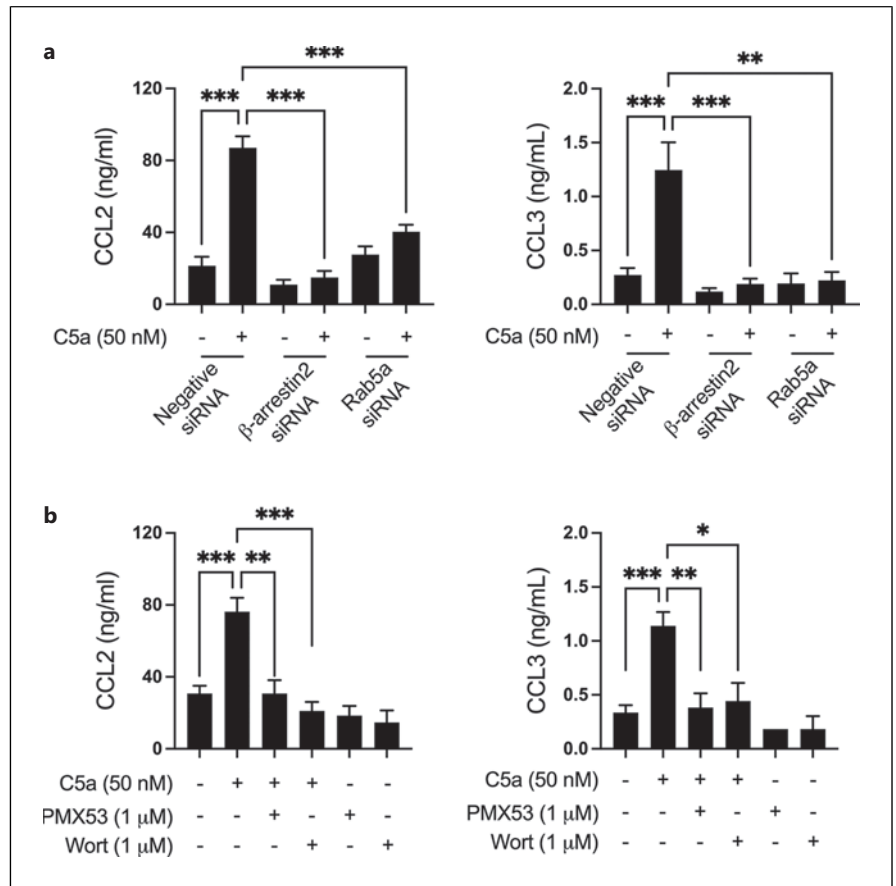 a
*** 
*** ***
120
80
40
0
CCL2 (ng/ml)
C5a (50 nM) - + - + - +
Negative
siRNA
β-arrestin2
siRNA
Rab5a
siRNA
**
*** ***
2.0
1.5
1.0
0.5
0.0
CCL3 (ng/mL)
C5a (50 nM) - + - + - +
Negative
siRNA
β-arrestin2
siRNA
Rab5a
siRNA
b
***
*** **
120
80
40
0
CCL2 (ng/ml)
C5a (50 nM) - + + + - -
PMX53 (1 μM) - - + - + -
Wort (1 μM) - - - + - +
*
*** **
2.0
1.5
1.0
0.5
0.0
CCL3 (ng/mL)
C5a (50 nM) - + + + - -
PMX53 (1 μM) - - + - + -
Wort (1 μM) - - - + - +